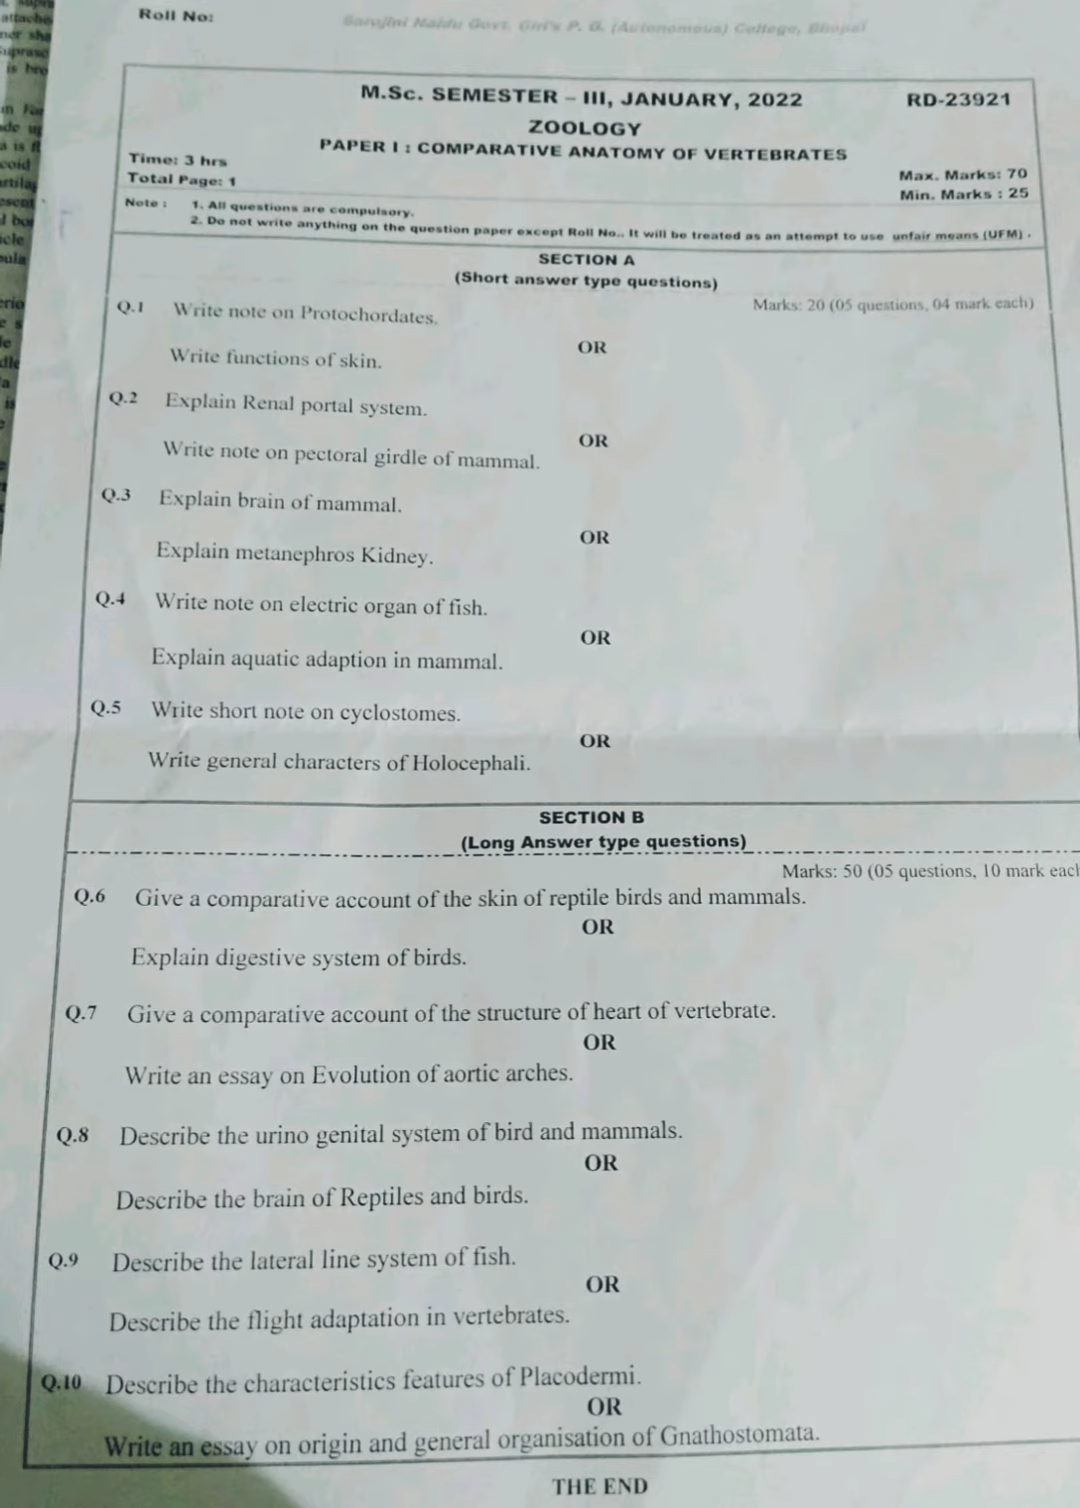 Roll No:
Sarojini Naidu Govt. Girl's P. G. (Autonomous) College, Bhopal
M.Sc. SEMESTER – III, JANUARY, 2022
RD-23921
ZOOLOGY
PAPER I : COMPARATIVE ANATOMY OF VERTEBRATES
Time: 3 hrs
Max. Marks: 70
Total Page: 1
Min. Marks : 25
Note : 1. All questions are compulsory.
2. Do not write anything on the question paper except Roll No.. It will be treated as an attempt to use unfair means (UFM) .
SECTION A
(Short answer type questions)
Marks: 20 (05 questions, 04 mark each)
Q.1 Write note on Protochordates.
OR
Write functions of skin.
Q.2 Explain Renal portal system.
OR
Write note on pectoral girdle of mammal.
Q.3 Explain brain of mammal.
OR
Explain metanephros Kidney.
Q.4 Write note on electric organ of fish.
OR
Explain aquatic adaption in mammal.
Q.5 Write short note on cyclostomes.
OR
Write general characters of Holocephali.
SECTION B
(Long Answer type questions)
Marks: 50 (05 questions, 10 mark each
Q.6 Give a comparative account of the skin of reptile birds and mammals.
OR
Explain digestive system of birds.
Q.7 Give a comparative account of the structure of heart of vertebrate.
OR
Write an essay on Evolution of aortic arches.
Q.8 Describe the urino genital system of bird and mammals.
OR
Describe the brain of Reptiles and birds.
Q.9 Describe the lateral line system of fish.
OR
Describe the flight adaptation in vertebrates.
Q.10 Describe the characteristics features of Placodermi.
OR
Write an essay on origin and general organisation of Gnathostomata.
THE END